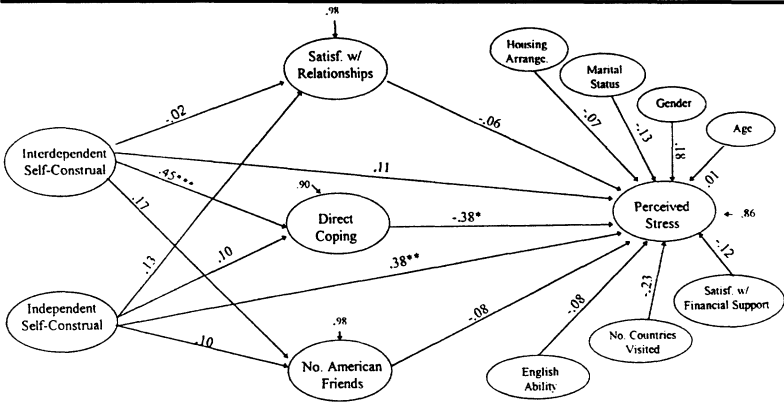 .98
Satisf. w/
Relationships
Housing
Arrange.
Marital
Status
Gender
Age
-.02
-.06
-.07
-.13
.18
.01
Interdependent
Self-Construal
.45***
.11
.90
Direct
Coping
-.38*
Perceived
Stress
.86
.17
.13
.10
.38**
-.12
Independent
Self-Construal
.10
.98
No. American
Friends
-.08
-.08
-.23
Satisf. w/
Financial Support
No. Countries
Visited
English
Ability